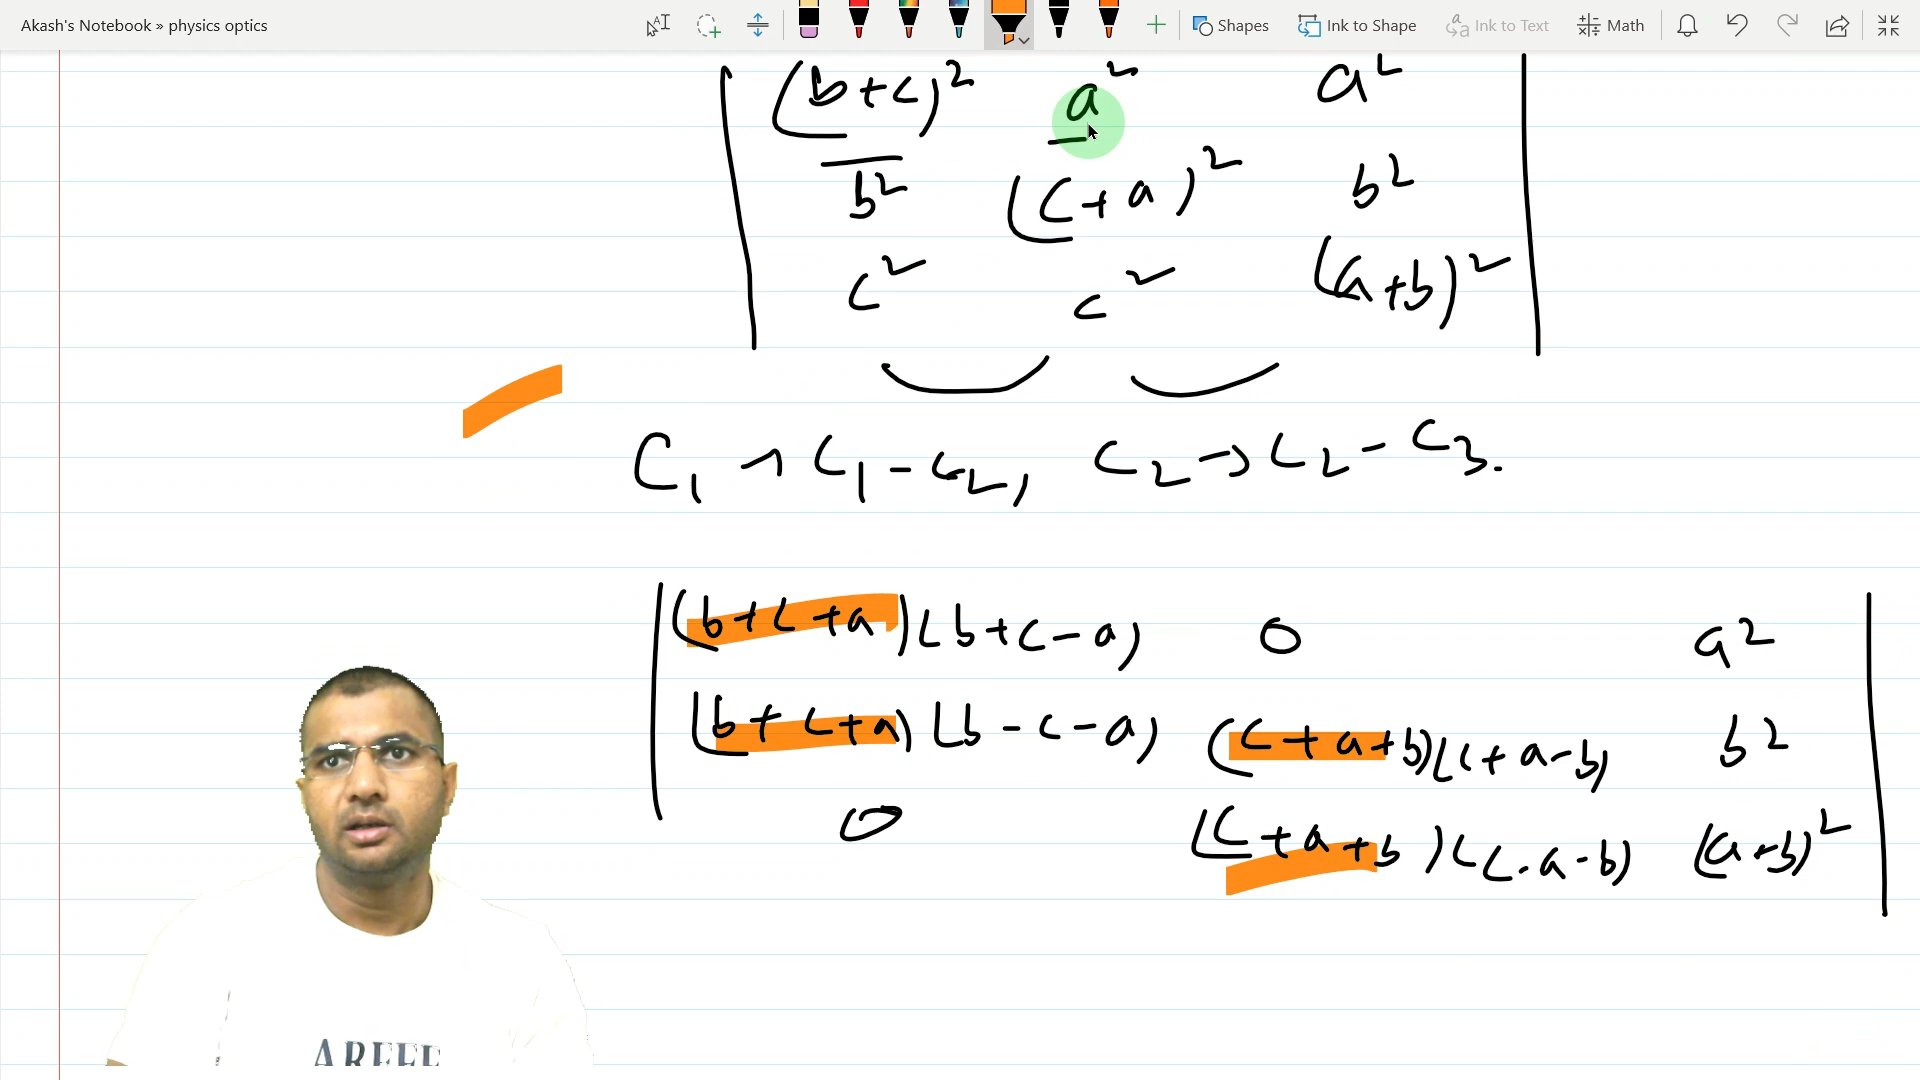 Akash's Notebook » physics optics
Shapes Ink to Shape Ink to Text Math
(b+c)² a² a²
b² (c+a)² b²
c² c² (a+b)²
C₁ → C₁ - C₂, C₂ → C₂ - C₃.
(b+c+a)(b+c-a) 0 a²
(b+c+a)(b-c-a) (c+a+b)(c+a-b) b²
0 (c+a+b)(c-a-b) (a+b)²